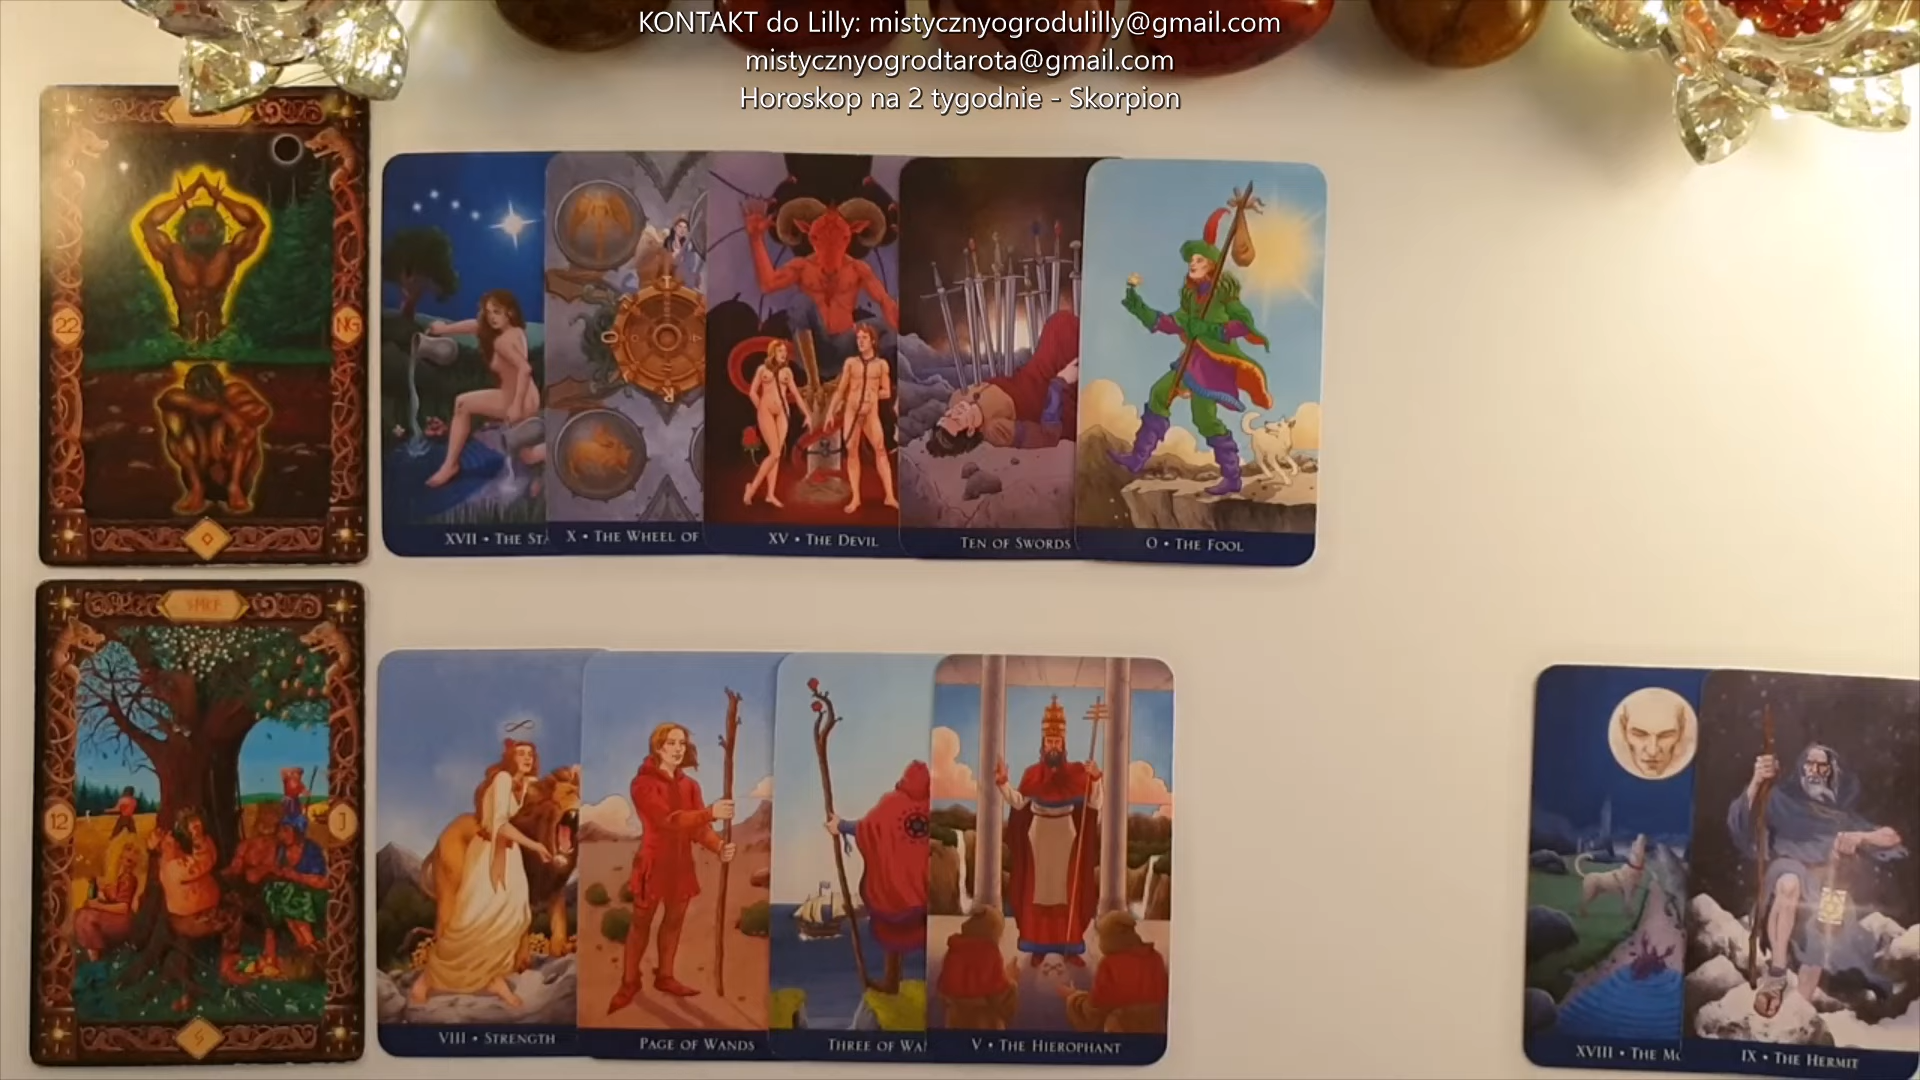 KONTAKT do Lilly: mistycznyogrodulilly@gmail.com
mistycznyogrodtarota@gmail.com
Horoskop na 2 tygodnie - Skorpion
22
NG
XVII • THE STA
X • THE WHEEL OF
XV • THE DEVIL
TEN OF SWORDS
O • THE FOOL
12
J
VIII • STRENGTH
PAGE OF WANDS
THREE OF WA
V • THE HIEROPHANT
XVIII • THE MO
IX • THE HERMIT